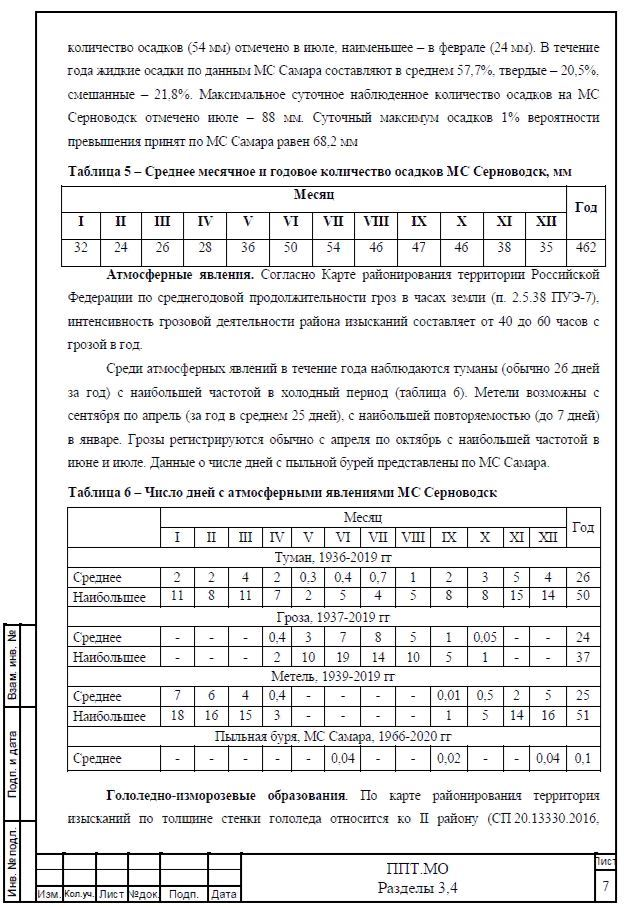 количество осадков (54 мм) отмечено в июле, наименьшее – в феврале (24 мм). В течение
года жидкие осадки по данным МС Самара составляют в среднем 57,7%, твердые – 20,5%,
смешанные – 21,8%. Максимальное суточное наблюденное количество осадков на МС
Серноводск отмечено июле – 88 мм. Суточный максимум осадков 1% вероятности
превышения принят по МС Самара равен 68,2 мм
Таблица 5 – Среднее месячное и годовое количество осадков МС Серноводск, мм
Месяц Год
I II III IV V VI VII VIII IX X XI XII
32 24 26 28 36 50 54 46 47 46 38 35 462
Атмосферные явления. Согласно Карте районирования территории Российской
Федерации по среднегодовой продолжительности гроз в часах земли (п. 2.5.38 ПУЭ-7),
интенсивность грозовой деятельности района изысканий составляет от 40 до 60 часов с
грозой в год.
Среди атмосферных явлений в течение года наблюдаются туманы (обычно 26 дней
за год) с наибольшей частотой в холодный период (таблица 6). Метели возможны с
сентября по апрель (за год в среднем 25 дней), с наибольшей повторяемостью (до 7 дней)
в январе. Грозы регистрируются обычно с апреля по октябрь с наибольшей частотой в
июне и июле. Данные о числе дней с пыльной бурей представлены по МС Самара.
Таблица 6 – Число дней с атмосферными явлениями МС Серноводск
Месяц Год
I II III IV V VI VII VIII IX X XI XII
Туман, 1936-2019 гг
Среднее 2 2 4 2 0,3 0,4 0,7 1 2 3 5 4 26
Наибольшее 11 8 11 7 2 5 4 5 8 8 15 14 50
Гроза, 1937-2019 гг
Среднее - - - 0,4 3 7 8 5 1 0,05 - - 24
Наибольшее - - - 2 10 19 14 10 5 1 - - 37
Метель, 1939-2019 гг
Среднее 7 6 4 0,4 - - - - 0,01 0,5 2 5 25
Наибольшее 18 16 15 3 - - - - 1 5 14 16 51
Пыльная буря, МС Самара, 1966-2020 гг
Среднее - - - - - 0,04 - - 0,02 - - 0,04 0,1
Гололедно-изморозевые образования. По карте районирования территория
изысканий по толщине стенки гололеда относится ко II району (СП 20.13330.2016,
Взам. инв. №
Подп. и дата
Инв. № подл.
Изм. Кол.уч. Лист №док. Подп. Дата
ППТ.МО
Разделы 3,4
Лист
7